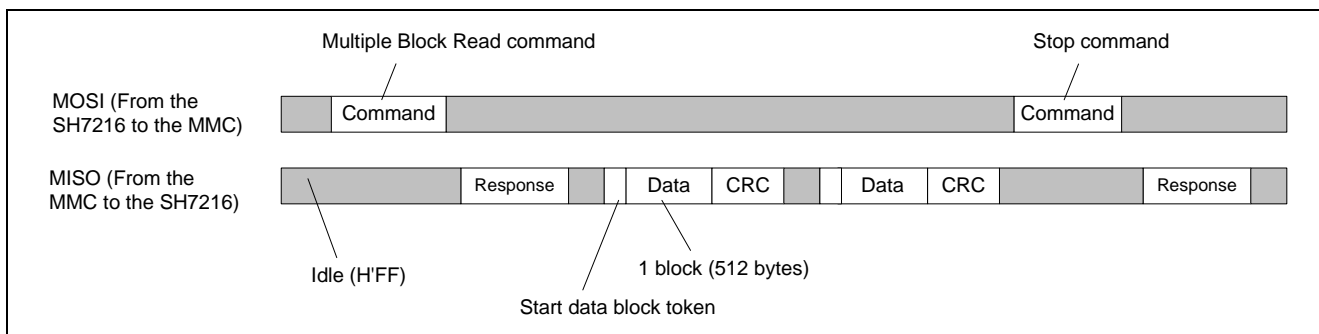 Multiple Block Read command
Stop command
MOSI (From the
SH7216 to the MMC)
Command
Command
MISO (From the
MMC to the SH7216)
Response
Data
CRC
Data
CRC
Response
Idle (H'FF)
1 block (512 bytes)
Start data block token